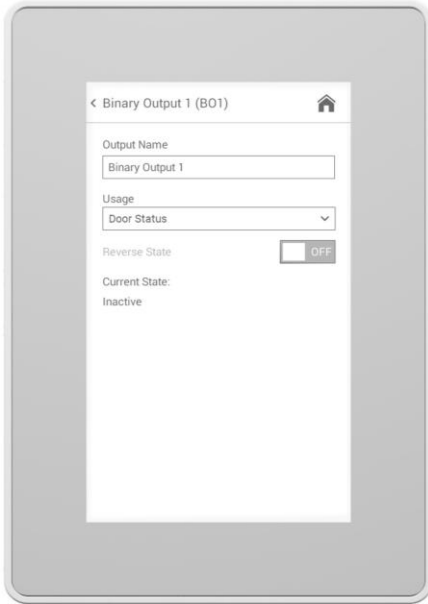 Binary Output 1 (BO1)
Output Name
Binary Output 1
Usage
Door Status
Reverse State
OFF
Current State:
Inactive